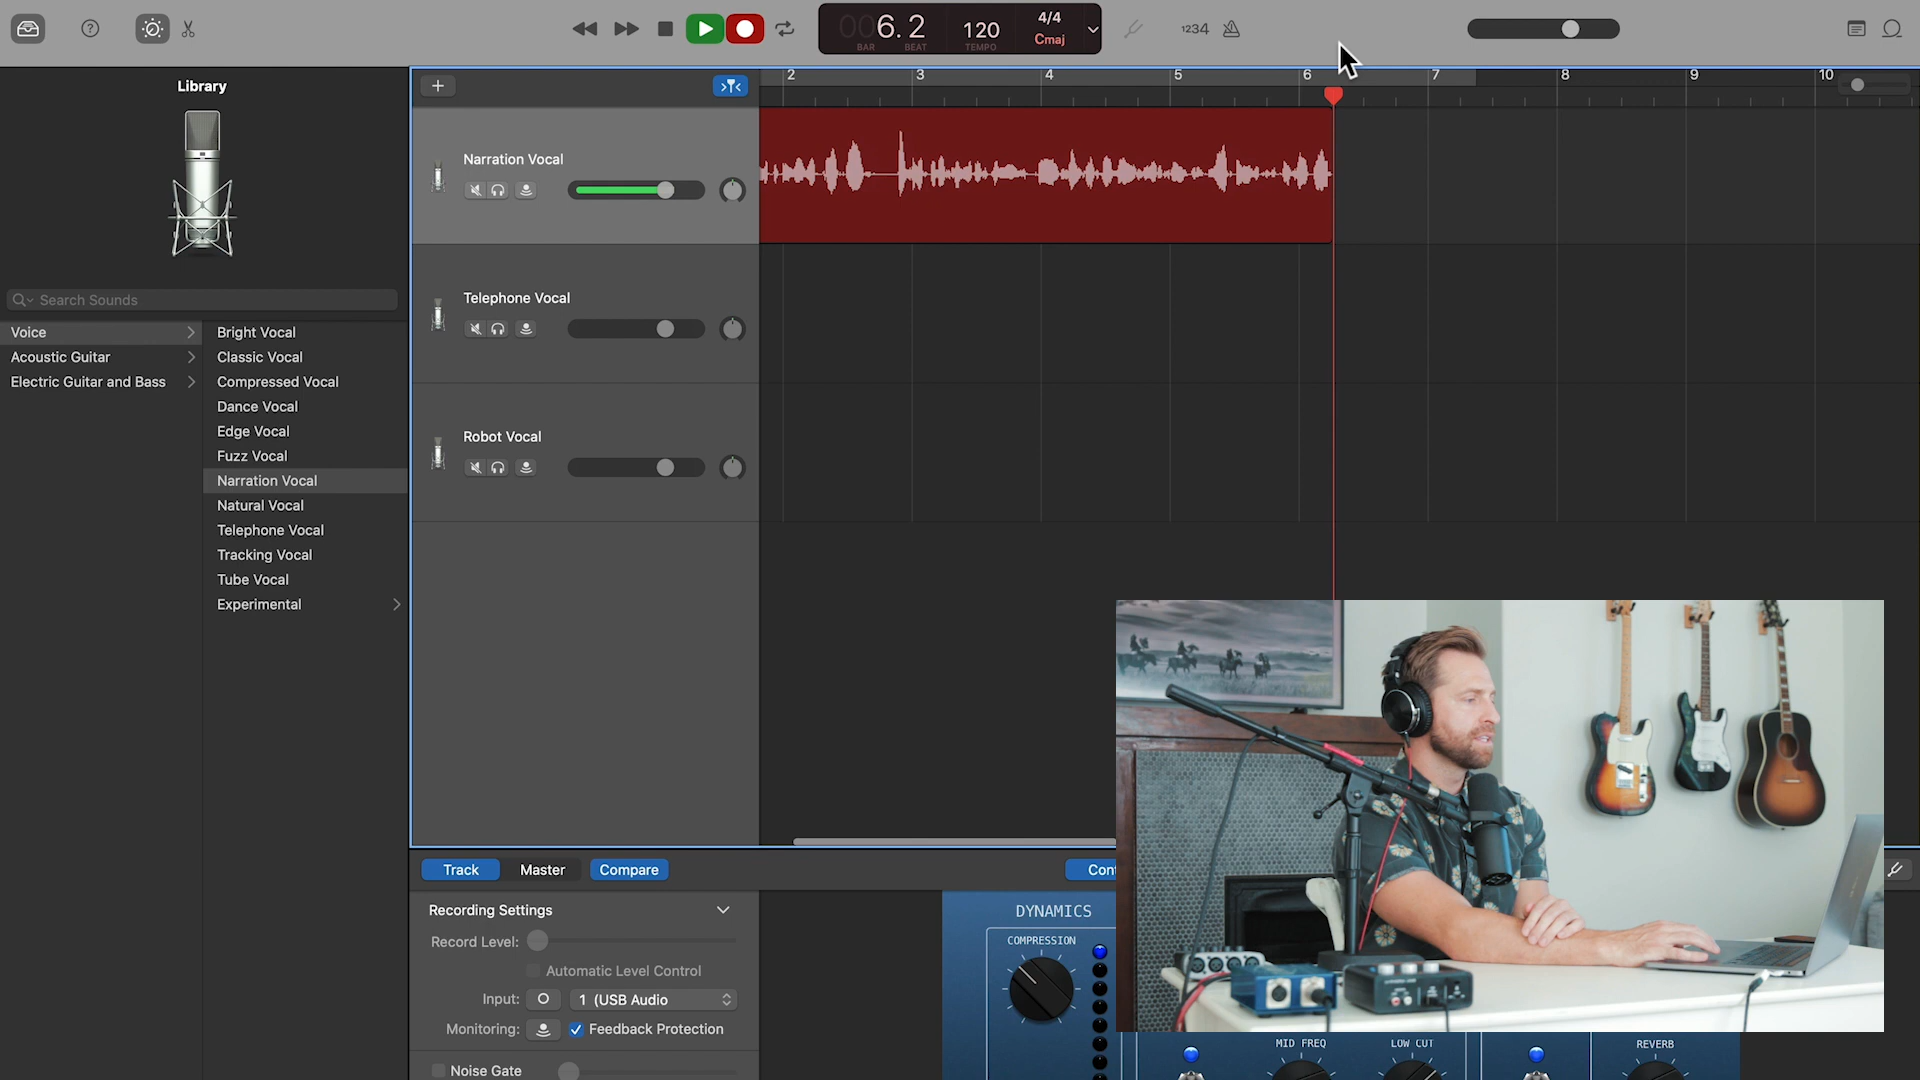 006.2
BAR BEAT
120
TEMPO
4/4
Cmaj
1234
Library
2 3 4 5 6 7 8 9 10
Narration Vocal
Telephone Vocal
Robot Vocal
Search Sounds
Voice
Acoustic Guitar
Electric Guitar and Bass
Bright Vocal
Classic Vocal
Compressed Vocal
Dance Vocal
Edge Vocal
Fuzz Vocal
Narration Vocal
Natural Vocal
Telephone Vocal
Tracking Vocal
Tube Vocal
Experimental
Track Master Compare
Cont
Recording Settings
Record Level:
Automatic Level Control
Input: 1 (USB Audio
Monitoring: Feedback Protection
Noise Gate
DYNAMICS
COMPRESSION
MID FREQ
LOW CUT
REVERB